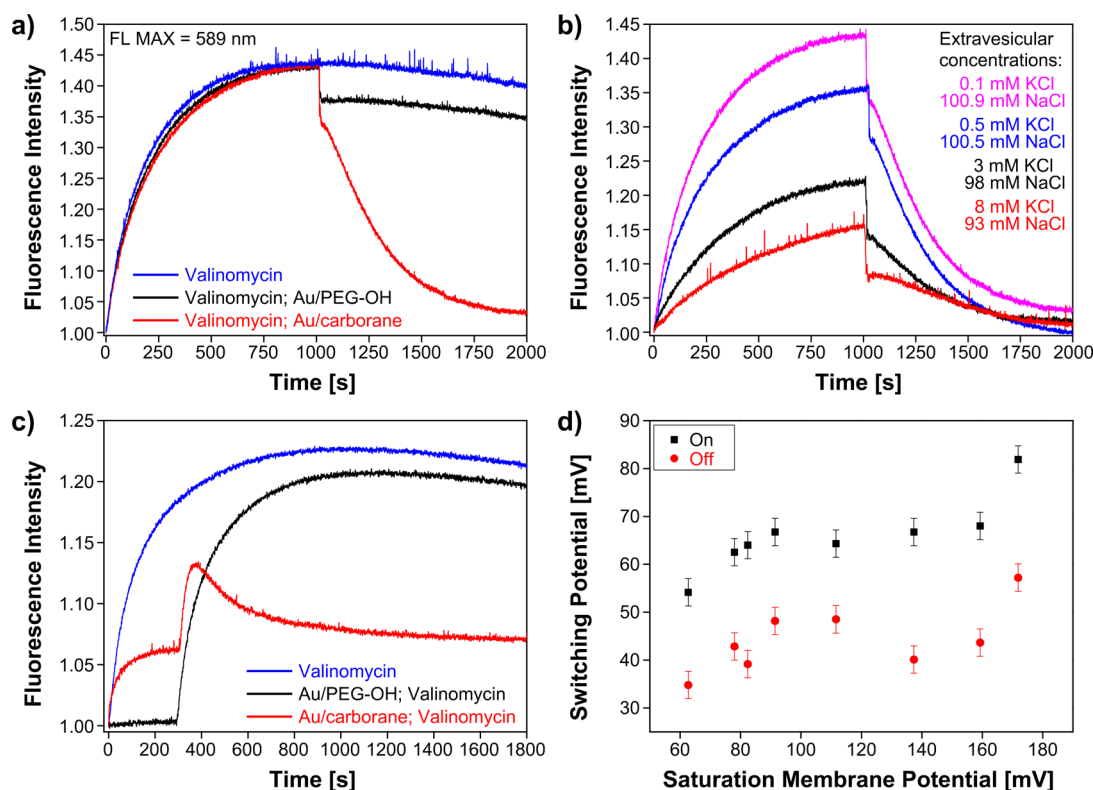 a)
FL MAX = 589 nm
1.50
1.45
1.40
1.35
1.30
1.25
1.20
1.15
1.10
1.05
1.00
Fluorescence Intensity
Valinomycin
Valinomycin; Au/PEG-OH
Valinomycin; Au/carborane
0 250 500 750 1000 1250 1500 1750 2000
Time [s]
b)
1.45
1.40
1.35
1.30
1.25
1.20
1.15
1.10
1.05
1.00
Fluorescence Intensity
Extravesicular
concentrations:
0.1 mM KCl
100.9 mM NaCl
0.5 mM KCl
100.5 mM NaCl
3 mM KCl
98 mM NaCl
8 mM KCl
93 mM NaCl
0 250 500 750 1000 1250 1500 1750 2000
Time [s]
c)
1.25
1.20
1.15
1.10
1.05
1.00
Fluorescence Intensity
Valinomycin
Au/PEG-OH; Valinomycin
Au/carborane; Valinomycin
0 200 400 600 800 1000 1200 1400 1600 1800
Time [s]
d)
90
80
70
60
50
40
30
Switching Potential [mV]
On
Off
60 80 100 120 140 160 180
Saturation Membrane Potential [mV]